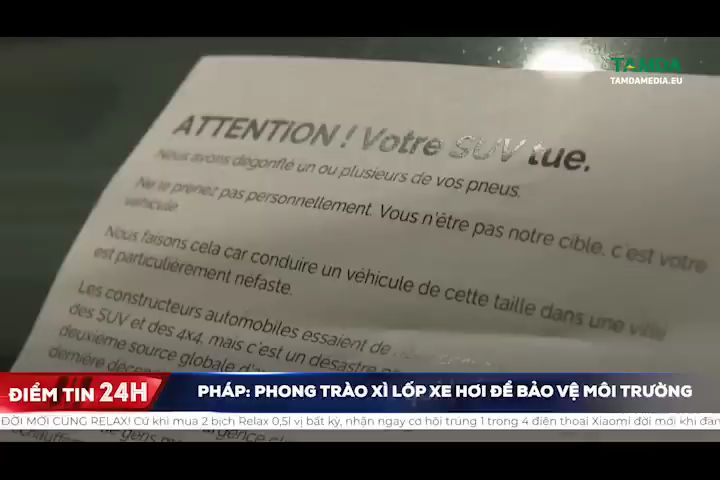 TAMDA
TAMDAMEDIA.EU
ATTENTION ! Votre SUV tue.
Nous avons dégonflé un ou plusieurs de vos pneus.
Ne le prenez pas personnellement. Vous n'être pas notre cible, c'est votre
véhicule
Nous faisons cela car conduire un véhicule de cette taille dans une ville
est particulièrement néfaste.
Les constructeurs automobiles essaient de
des SUV et des 4x4, mais c'est un désastre
deuxième source globale
dernière
ĐIỂM TIN 24H
PHÁP: PHONG TRÀO XÌ LỐP XE HƠI ĐỂ BẢO VỆ MÔI TRƯỜNG
ĐỜI MỚI CÙNG RELAX! Cứ khi mua 2 bịch Relax 0,5l vị bất kỳ, nhận ngay cơ hội trúng 1 trong 4 điện thoại Xiaomi đời mới khi đan